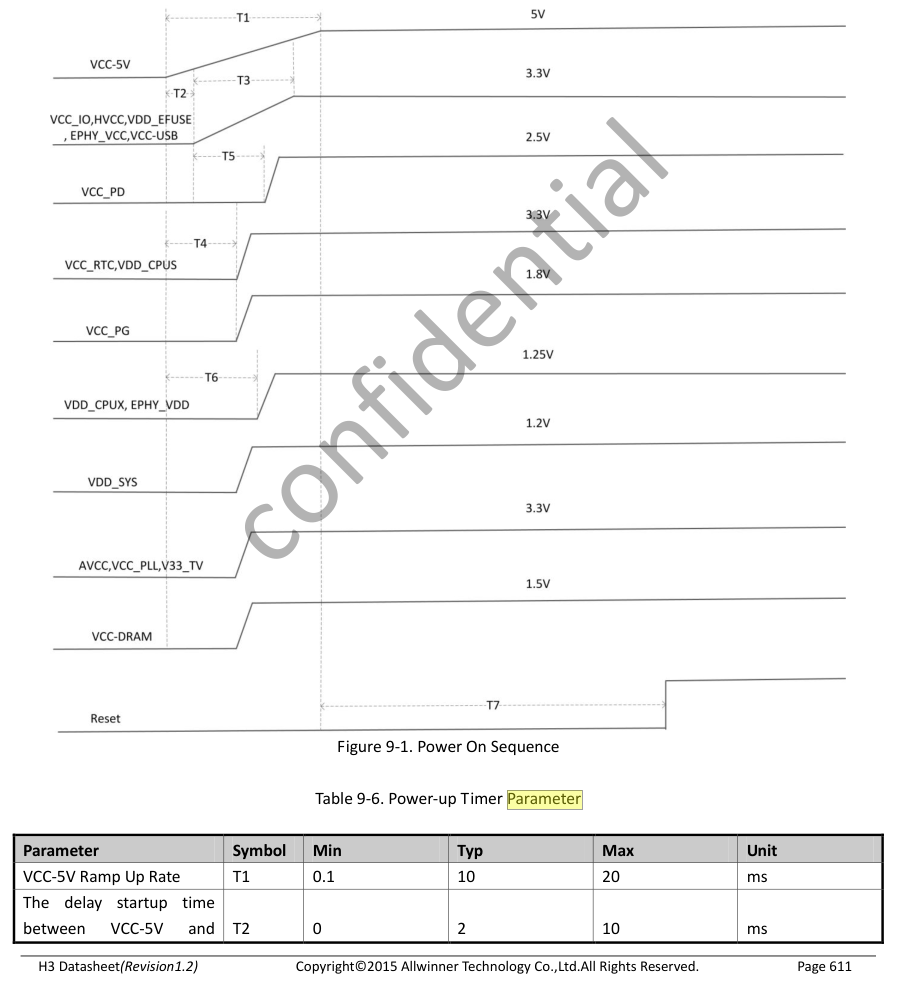 T1
5V
VCC-5V
T2
T3
3.3V
VCC_IO,HVCC,VDD_EFUSE
, EPHY_VCC,VCC-USB
2.5V
T5
VCC_PD
3.3V
T4
VCC_RTC,VDD_CPUS
1.8V
VCC_PG
1.25V
T6
VDD_CPUX, EPHY_VDD
1.2V
VDD_SYS
3.3V
AVCC,VCC_PLL,V33_TV
1.5V
VCC-DRAM
T7
Reset
confidential
Figure 9-1. Power On Sequence
Table 9-6. Power-up Timer Parameter
Parameter Symbol Min Typ Max Unit
VCC-5V Ramp Up Rate T1 0.1 10 20 ms
The delay startup time
between VCC-5V and T2 0 2 10 ms
H3 Datasheet(Revision1.2) Copyright©2015 Allwinner Technology Co.,Ltd.All Rights Reserved. Page 611